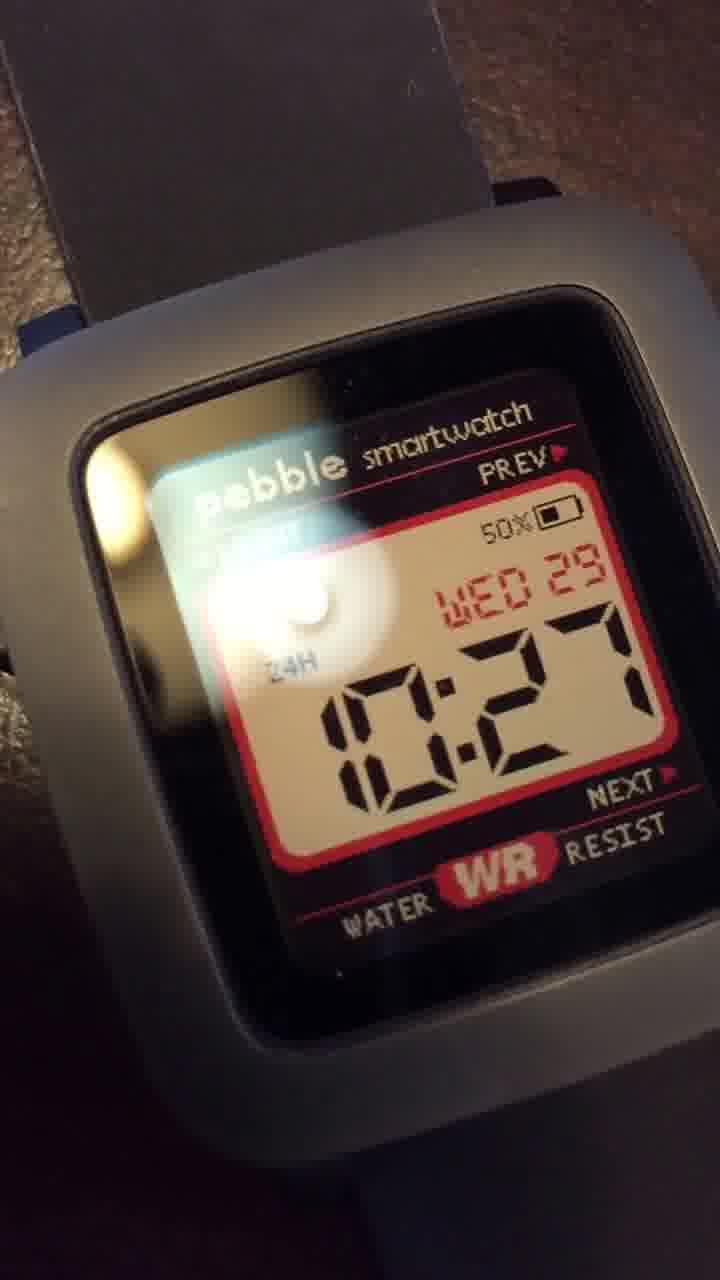 pebble smartwatch
PREV
50%
WED 29
24H
10:27
NEXT
WATER WR RESIST